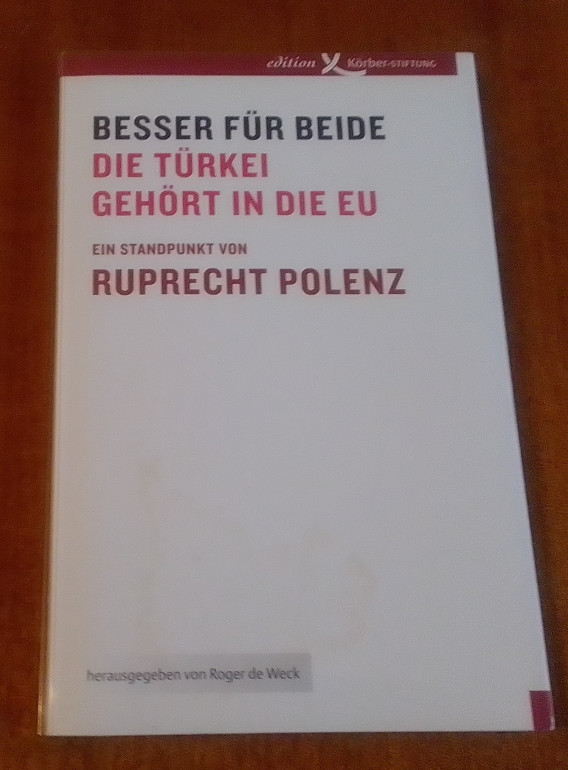 edition Körber-STIFTUNG
BESSER FÜR BEIDE
DIE TÜRKEI
GEHÖRT IN DIE EU
EIN STANDPUNKT VON
RUPRECHT POLENZ
herausgegeben von Roger de Weck